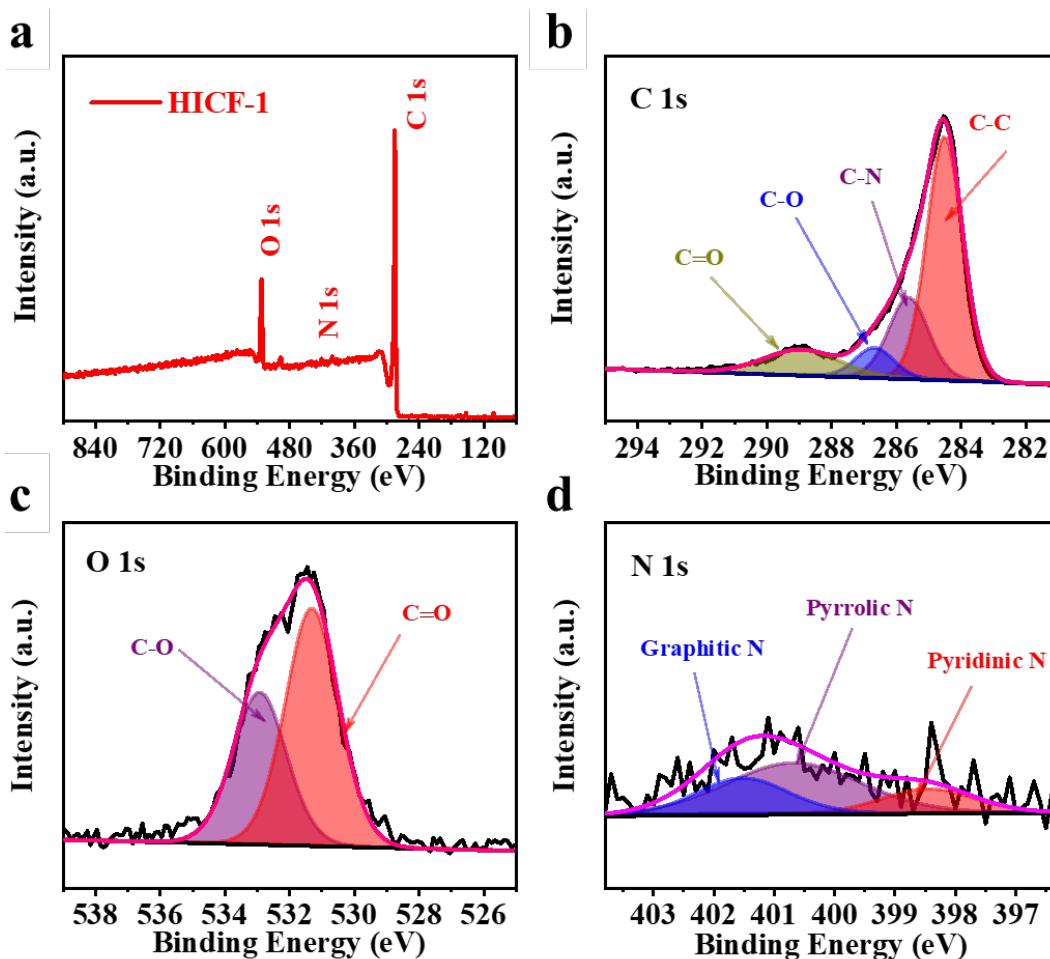 a
HICF-1
C 1s
O 1s
N 1s
Intensity (a.u.)
840 720 600 480 360 240 120
Binding Energy (eV)
b
C 1s
C-C
C-N
C-O
C=O
Intensity (a.u.)
294 292 290 288 286 284 282
Binding Energy (eV)
c
O 1s
C=O
C-O
Intensity (a.u.)
538 536 534 532 530 528 526
Binding Energy (eV)
d
N 1s
Pyrrolic N
Graphitic N
Pyridinic N
Intensity (a.u.)
403 402 401 400 399 398 397
Binding Energy (eV)